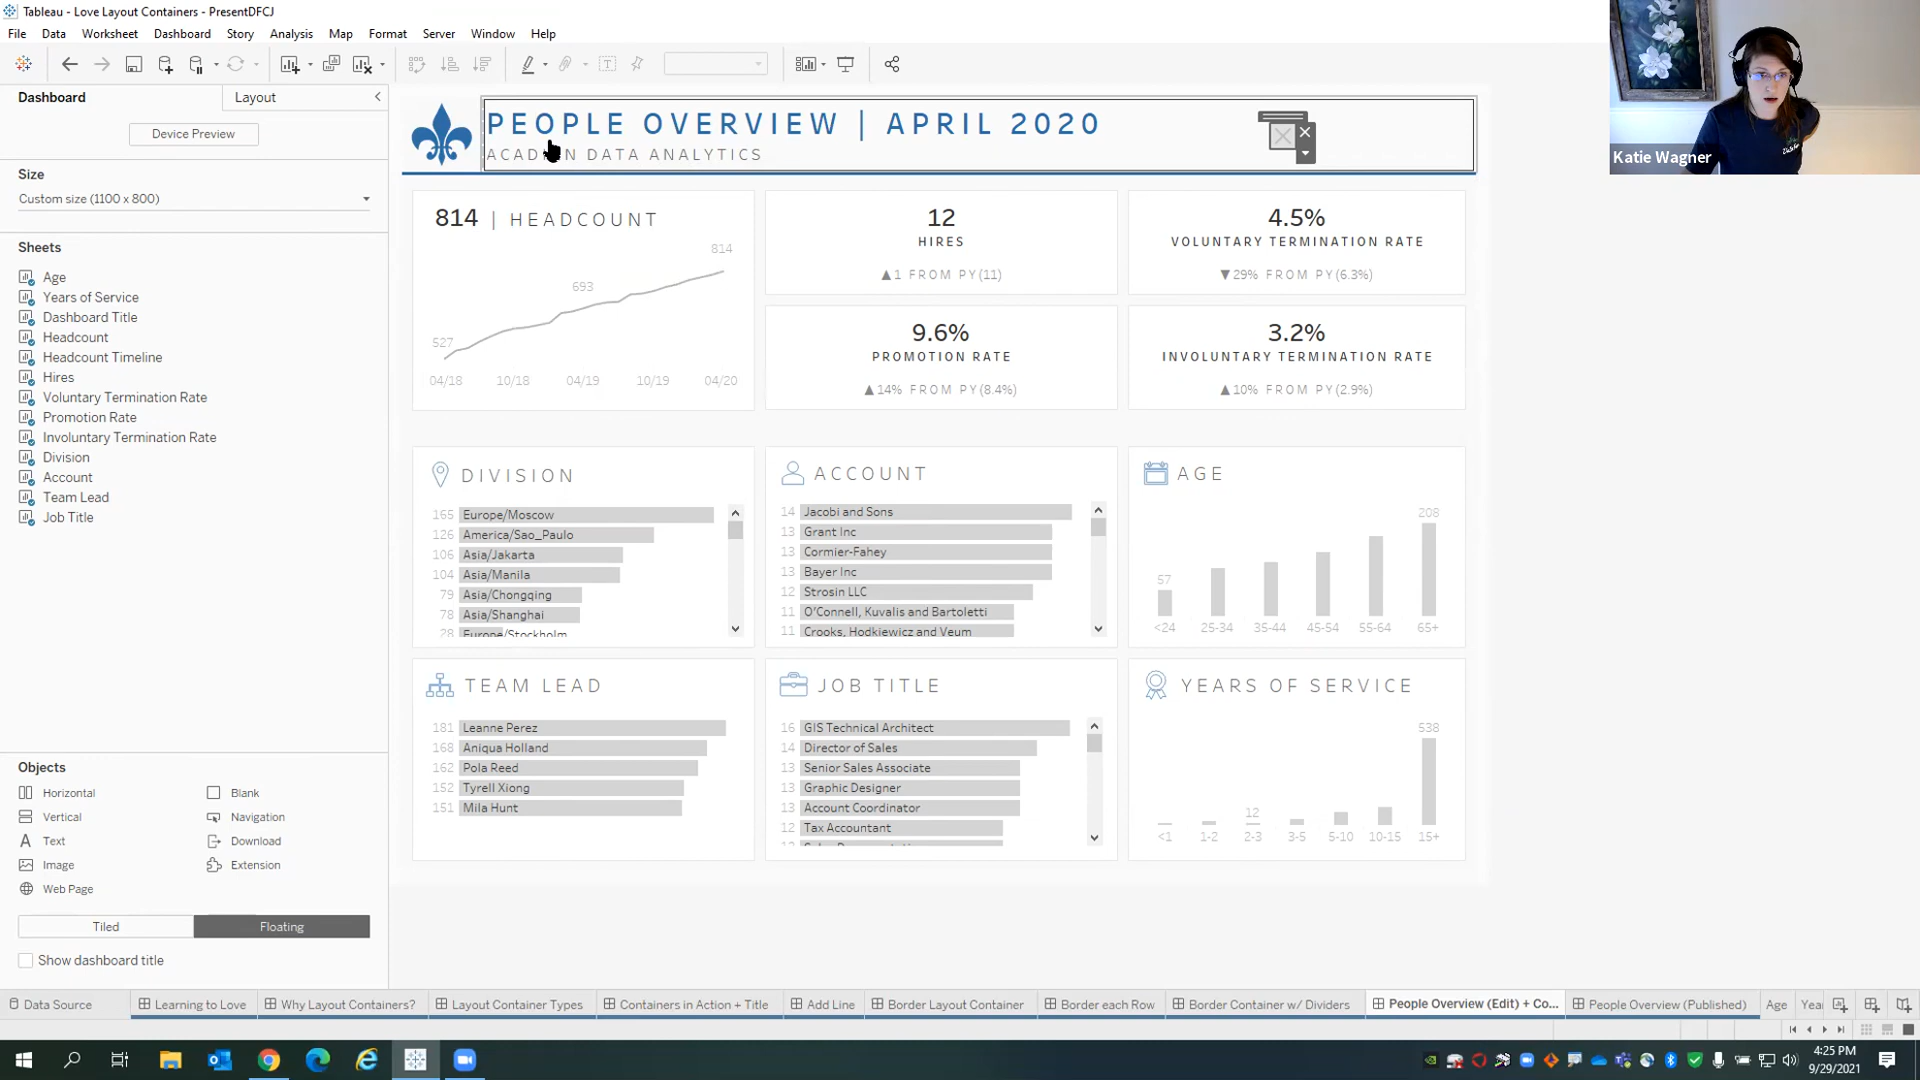 Tableau - Love Layout Containers - PresentDFCJ
File Data Worksheet Dashboard Story Analysis Map Format Server Window Help
Dashboard
Layout
Device Preview
Size
Custom size (1100 x 800)
Sheets
Age
Years of Service
Dashboard Title
Headcount
Headcount Timeline
Hires
Voluntary Termination Rate
Promotion Rate
Involuntary Termination Rate
Division
Account
Team Lead
Job Title
Objects
Horizontal
Blank
Vertical
Navigation
Text
Download
Image
Extension
Web Page
Tiled
Floating
Show dashboard title
PEOPLE OVERVIEW | APRIL 2020
DATA ANALYTICS
Katie Wagner
814 | HEADCOUNT
814
693
527
04/18 10/18 04/19 10/19 04/20
12
HIRES
▲1 FROM PY(11)
4.5%
VOLUNTARY TERMINATION RATE
▼29% FROM PY(6.3%)
9.6%
PROMOTION RATE
▲14% FROM PY(8.4%)
3.2%
INVOLUNTARY TERMINATION RATE
▲10% FROM PY(2.9%)
DIVISION
165 Europe/Moscow
126 America/Sao_Paulo
106 Asia/Jakarta
104 Asia/Manila
79 Asia/Chongqing
78 Asia/Shanghai
28 Europe/Stockholm
ACCOUNT
14 Jacobi and Sons
13 Grant Inc
13 Cormier-Fahey
13 Bayer Inc
12 Strosin LLC
11 O'Connell, Kuvalis and Bartoletti
11 Crooks, Hodkiewicz and Veum
AGE
208
57
<24 25-34 35-44 45-54 55-64 65+
TEAM LEAD
181 Leanne Perez
168 Aniqua Holland
162 Pola Reed
152 Tyrell Xiong
151 Mila Hunt
JOB TITLE
16 GIS Technical Architect
14 Director of Sales
13 Senior Sales Associate
13 Graphic Designer
13 Account Coordinator
12 Tax Accountant
YEARS OF SERVICE
538
12
<1 1-2 2-3 3-5 5-10 10-15 15+
Data Source Learning to Love Why Layout Containers? Layout Container Types Containers in Action + Title Add Line Border Layout Container Border each Row Border Container w/ Dividers People Overview (Edit) + Co... People Overview (Published) Age Yea
4:25 PM
9/29/2021